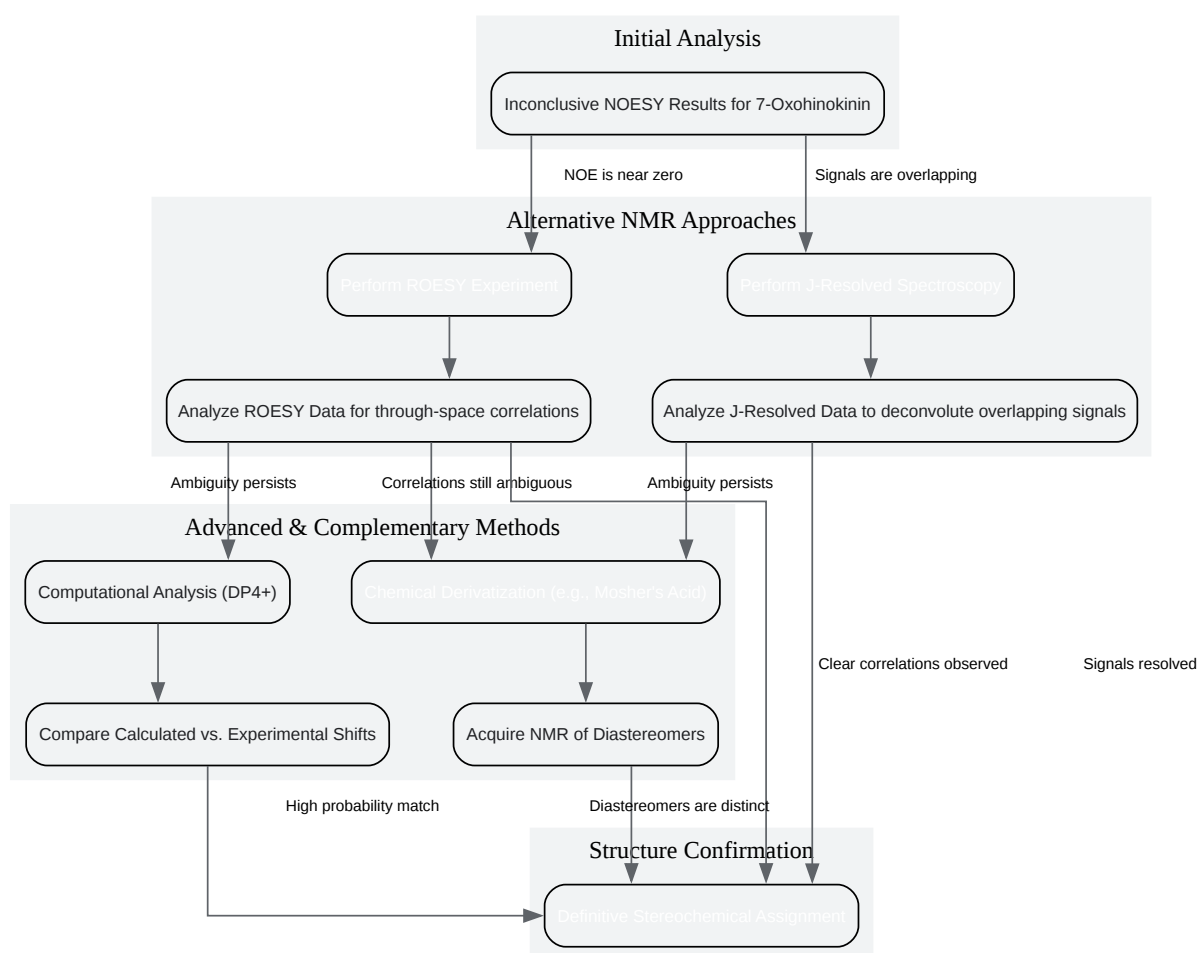 Initial Analysis
Inconclusive NOESY Results for 7-Oxohinokinin
NOE is near zero
Signals are overlapping
Alternative NMR Approaches
Perform ROESY Experiment
Perform J-Resolved Spectroscopy
Analyze ROESY Data for through-space correlations
Analyze J-Resolved Data to deconvolute overlapping signals
Ambiguity persists
Correlations still ambiguous
Ambiguity persists
Advanced & Complementary Methods
Computational Analysis (DP4+)
Chemical Derivatization (e.g., Mosher's Acid)
Clear correlations observed
Signals resolved
Compare Calculated vs. Experimental Shifts
Acquire NMR of Diastereomers
High probability match
Diastereomers are distinct
Structure Confirmation
Definitive Stereochemical Assignment